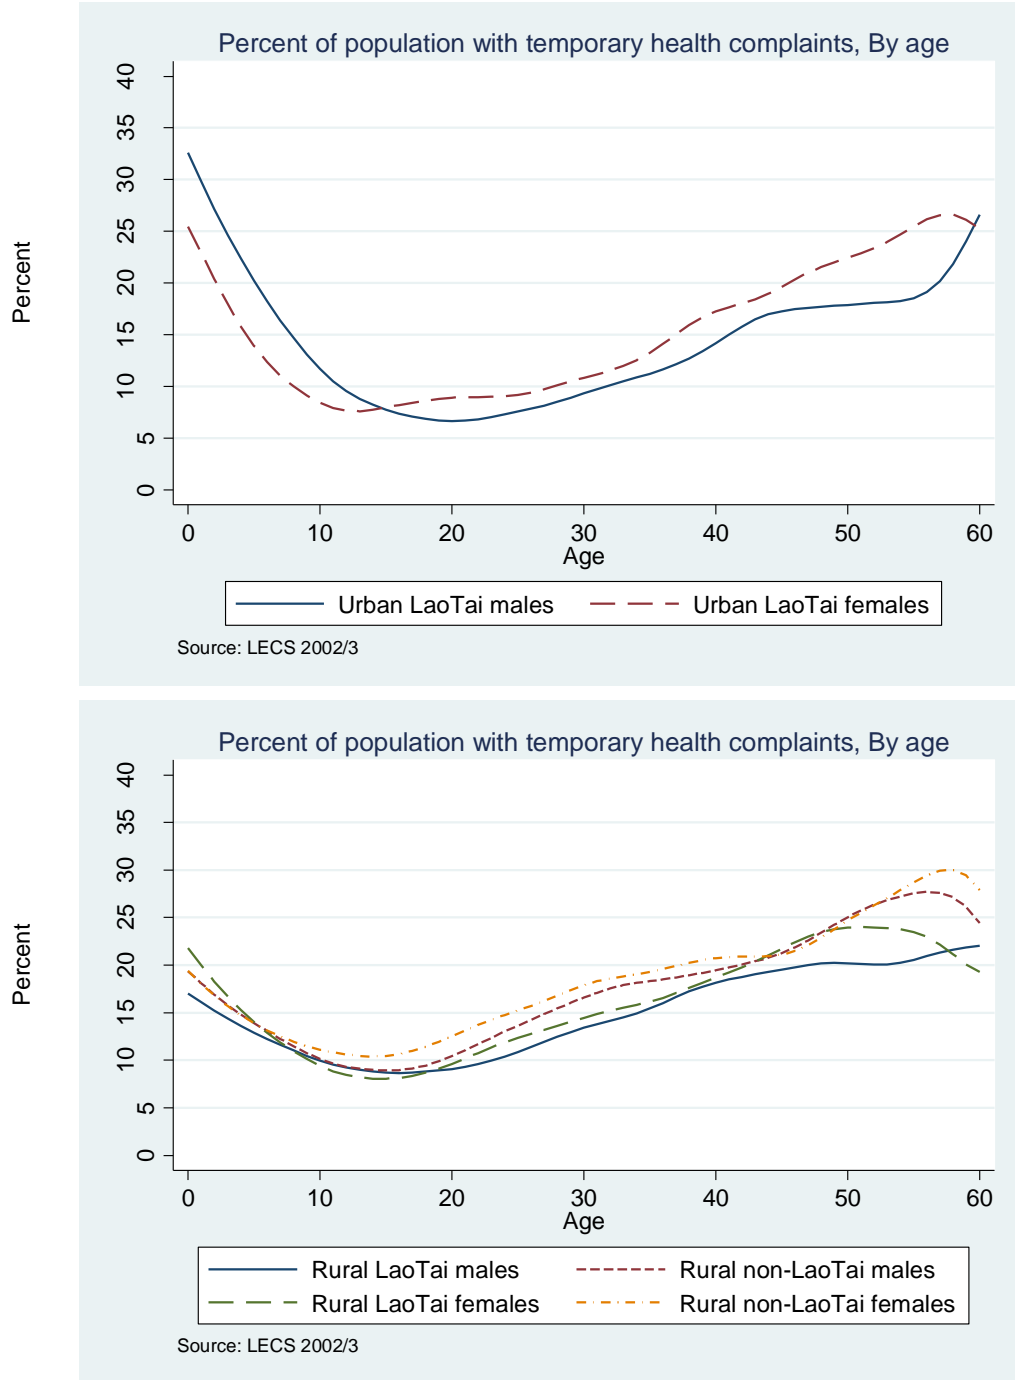 Percent of population with temporary health complaints, By age
Percent
40
35
30
25
20
15
10
5
0
0 10 20 30 40 50 60
Age
Urban LaoTai males Urban LaoTai females
Source: LECS 2002/3
Percent of population with temporary health complaints, By age
Percent
40
35
30
25
20
15
10
5
0
0 10 20 30 40 50 60
Age
Rural LaoTai males Rural non-LaoTai males
Rural LaoTai females Rural non-LaoTai females
Source: LECS 2002/3